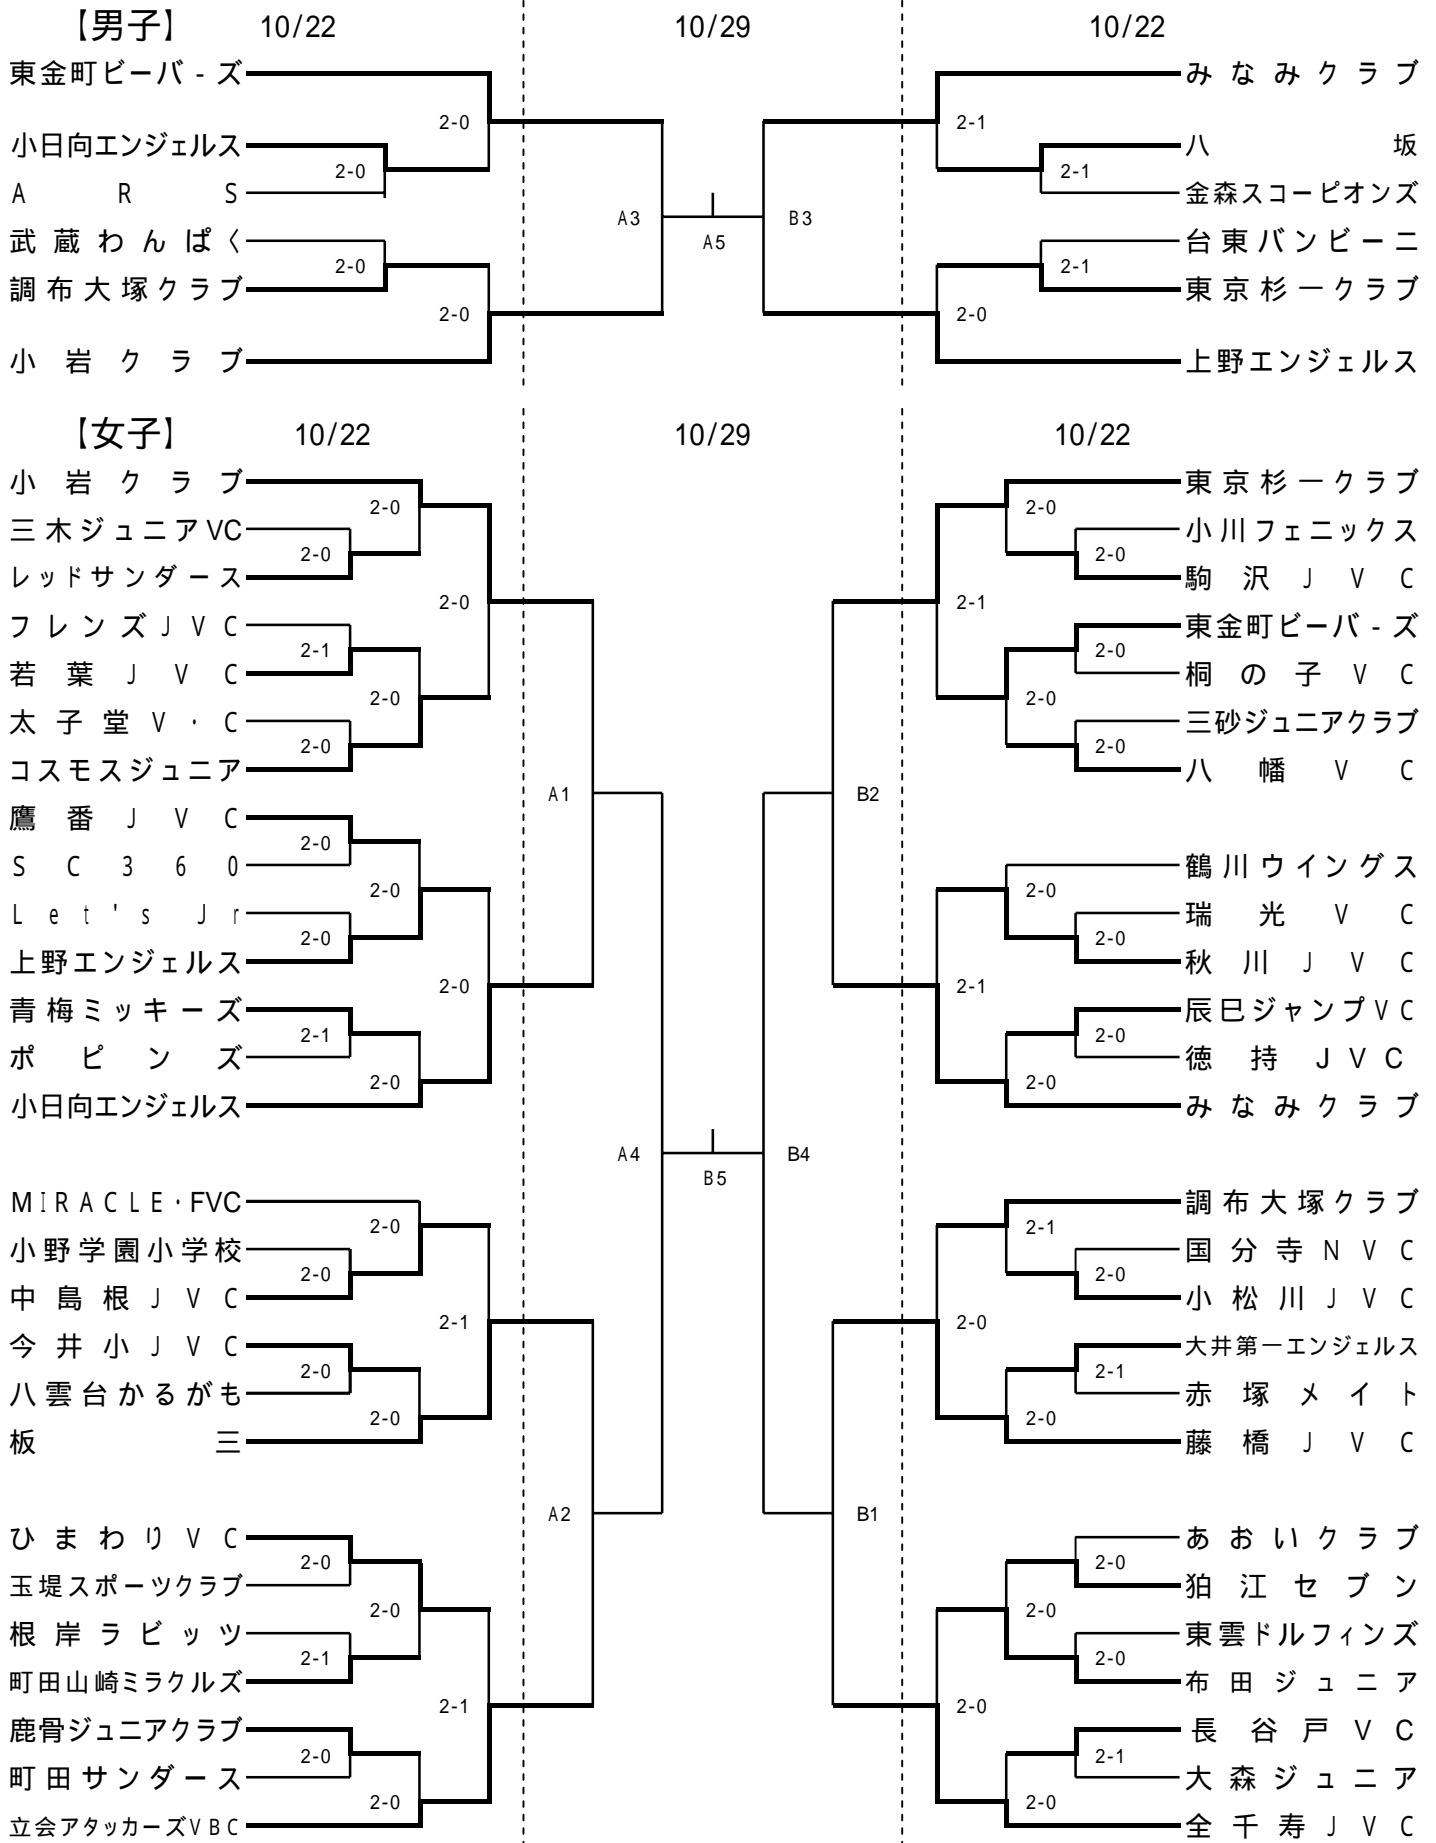 【男子】 10/22 10/29 10/22
東金町ビーバ-ズ みなみクラブ
2-0 2-1
小日向エンジェルス 八坂
2-0 2-1
ARS 金森スコーピオンズ
A3 B3
武蔵わんぱく A5 台東バンビーニ
2-0 2-1
調布大塚クラブ 東京杉一クラブ
2-0 2-0
小岩クラブ 上野エンジェルス
【女子】 10/22 10/29 10/22
小岩クラブ 東京杉一クラブ
2-0 2-0
三木ジュニアVC 小川フェニックス
2-0 2-0
レッドサンダース 駒沢JVC
2-0 2-1
フレンズJVC 東金町ビーバ-ズ
2-1 2-0
若葉JVC 桐の子VC
2-0 2-0
太子堂V・C 三砂ジュニアクラブ
2-0 2-0
コスモスジュニア 八幡VC
A1 B2
鷹番JVC
2-0
SC360 鶴川ウイングス
2-0 2-0
Let's Jr 瑞光VC
2-0 2-0
上野エンジェルス 秋川JVC
2-0 2-1
青梅ミッキーズ 辰巳ジャンプVC
2-1 2-0
ポピンズ 徳持JVC
2-0 2-0
小日向エンジェルス みなみクラブ
A4 B4
B5
MIRACLE・FVC 調布大塚クラブ
2-0 2-1
小野学園小学校 国分寺NVC
2-0 2-0
中島根JVC 小松川JVC
2-1 2-0
今井小JVC 大井第一エンジェルス
2-0 2-1
八雲台かるがも 赤塚メイト
2-0 2-0
板三 藤橋JVC
A2 B1
ひまわりVC あおいクラブ
2-0 2-0
玉堤スポーツクラブ 狛江セブン
2-0 2-0
根岸ラビッツ 東雲ドルフィンズ
2-1 2-0
町田山崎ミラクルズ 布田ジュニア
2-1 2-0
鹿骨ジュニアクラブ 長谷戸VC
2-0 2-1
町田サンダース 大森ジュニア
2-0 2-0
立会アタッカーズVBC 全千寿JVC